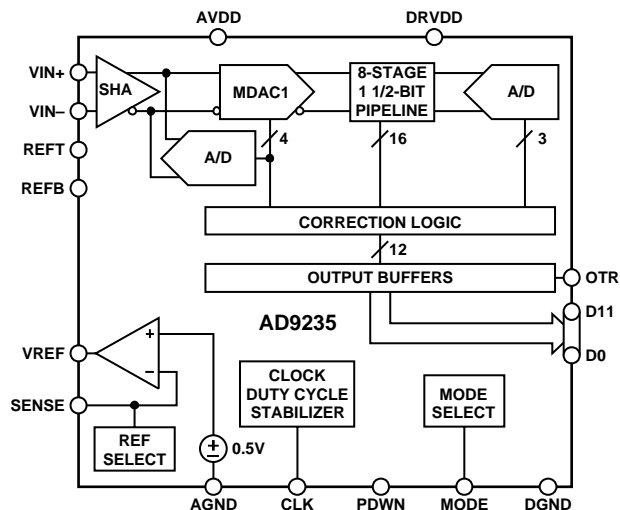 AVDD DRVDD
VIN+
VIN–
REFT
REFB
SHA
MDAC1
8-STAGE
1 1/2-BIT
PIPELINE
A/D
A/D
4
16
3
CORRECTION LOGIC
12
OUTPUT BUFFERS
OTR
D11
D0
AD9235
VREF
SENSE
+
–
REF
SELECT
+
–
0.5V
CLOCK
DUTY CYCLE
STABILIZER
MODE
SELECT
AGND CLK PDWN MODE DGND